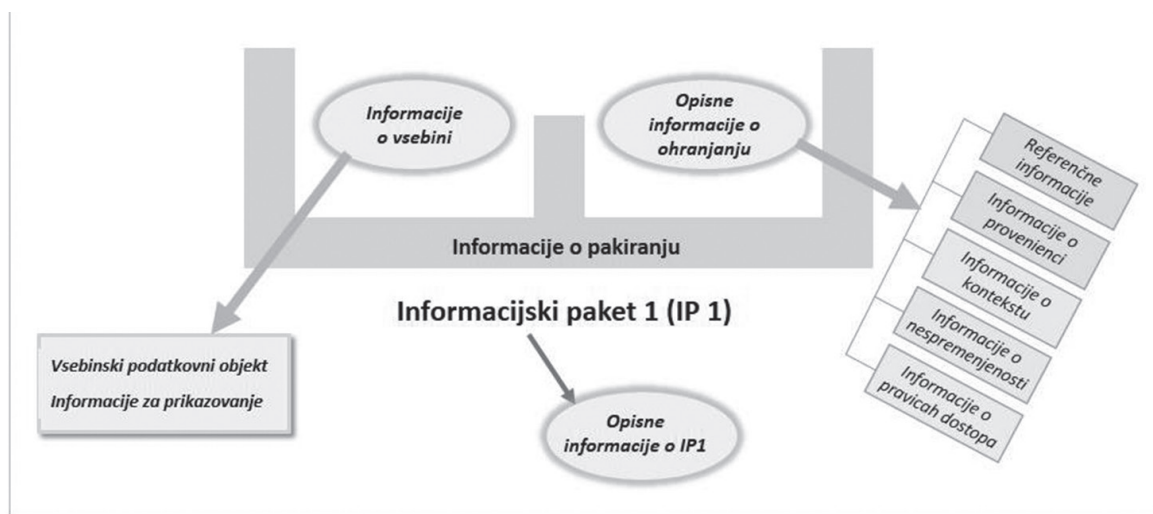 Informacije
o vsebini
Opisne
informacije o
ohranjanju
Referenčne
informacije
Informacije o
provenienci
Informacije o
kontekstu
Informacije o
nespremenjenosti
Informacije o
pravicah dostopa
Informacije o pakiranju
Informacijski paket 1 (IP 1)
Vsebinski podatkovni objekt
Informacije za prikazovanje
Opisne
informacije o IP1